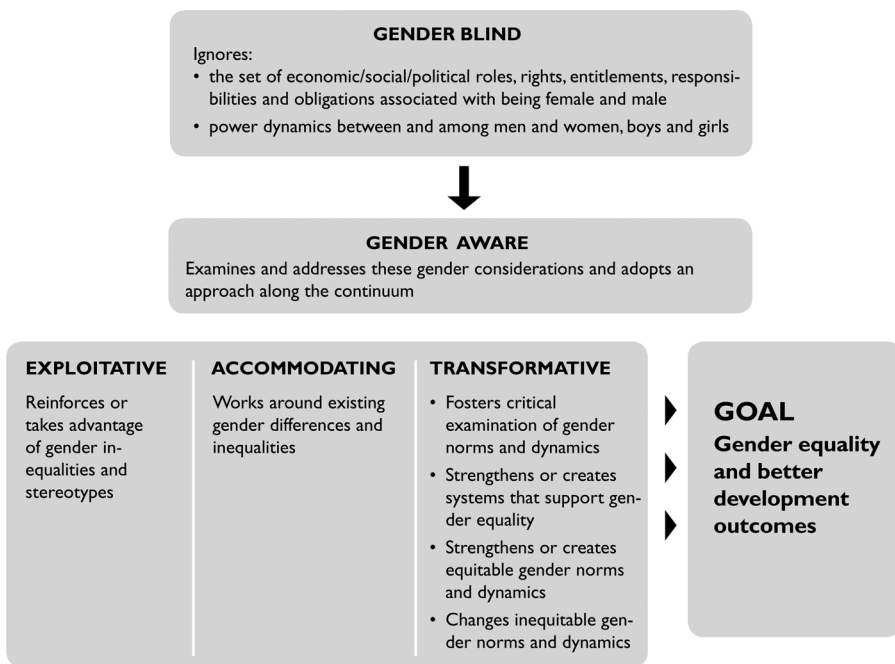 GENDER BLIND
Ignores:
• the set of economic/social/political roles, rights, entitlements, responsi-
bilities and obligations associated with being female and male
• power dynamics between and among men and women, boys and girls
GENDER AWARE
Examines and addresses these gender considerations and adopts an
approach along the continuum
EXPLOITATIVE
Reinforces or
takes advantage
of gender in-
equalities and
stereotypes
ACCOMMODATING
Works around existing
gender differences and
inequalities
TRANSFORMATIVE
• Fosters critical
examination of gender
norms and dynamics
• Strengthens or creates
systems that support gen-
der equality
• Strengthens or creates
equitable gender norms
and dynamics
• Changes inequitable gen-
der norms and dynamics
GOAL
Gender equality
and better
development
outcomes